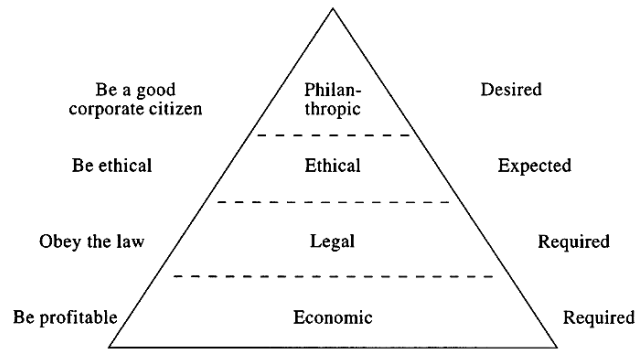 Be a good
corporate citizen
Philan-
thropic
Desired
Be ethical
Ethical
Expected
Obey the law
Legal
Required
Be profitable
Economic
Required